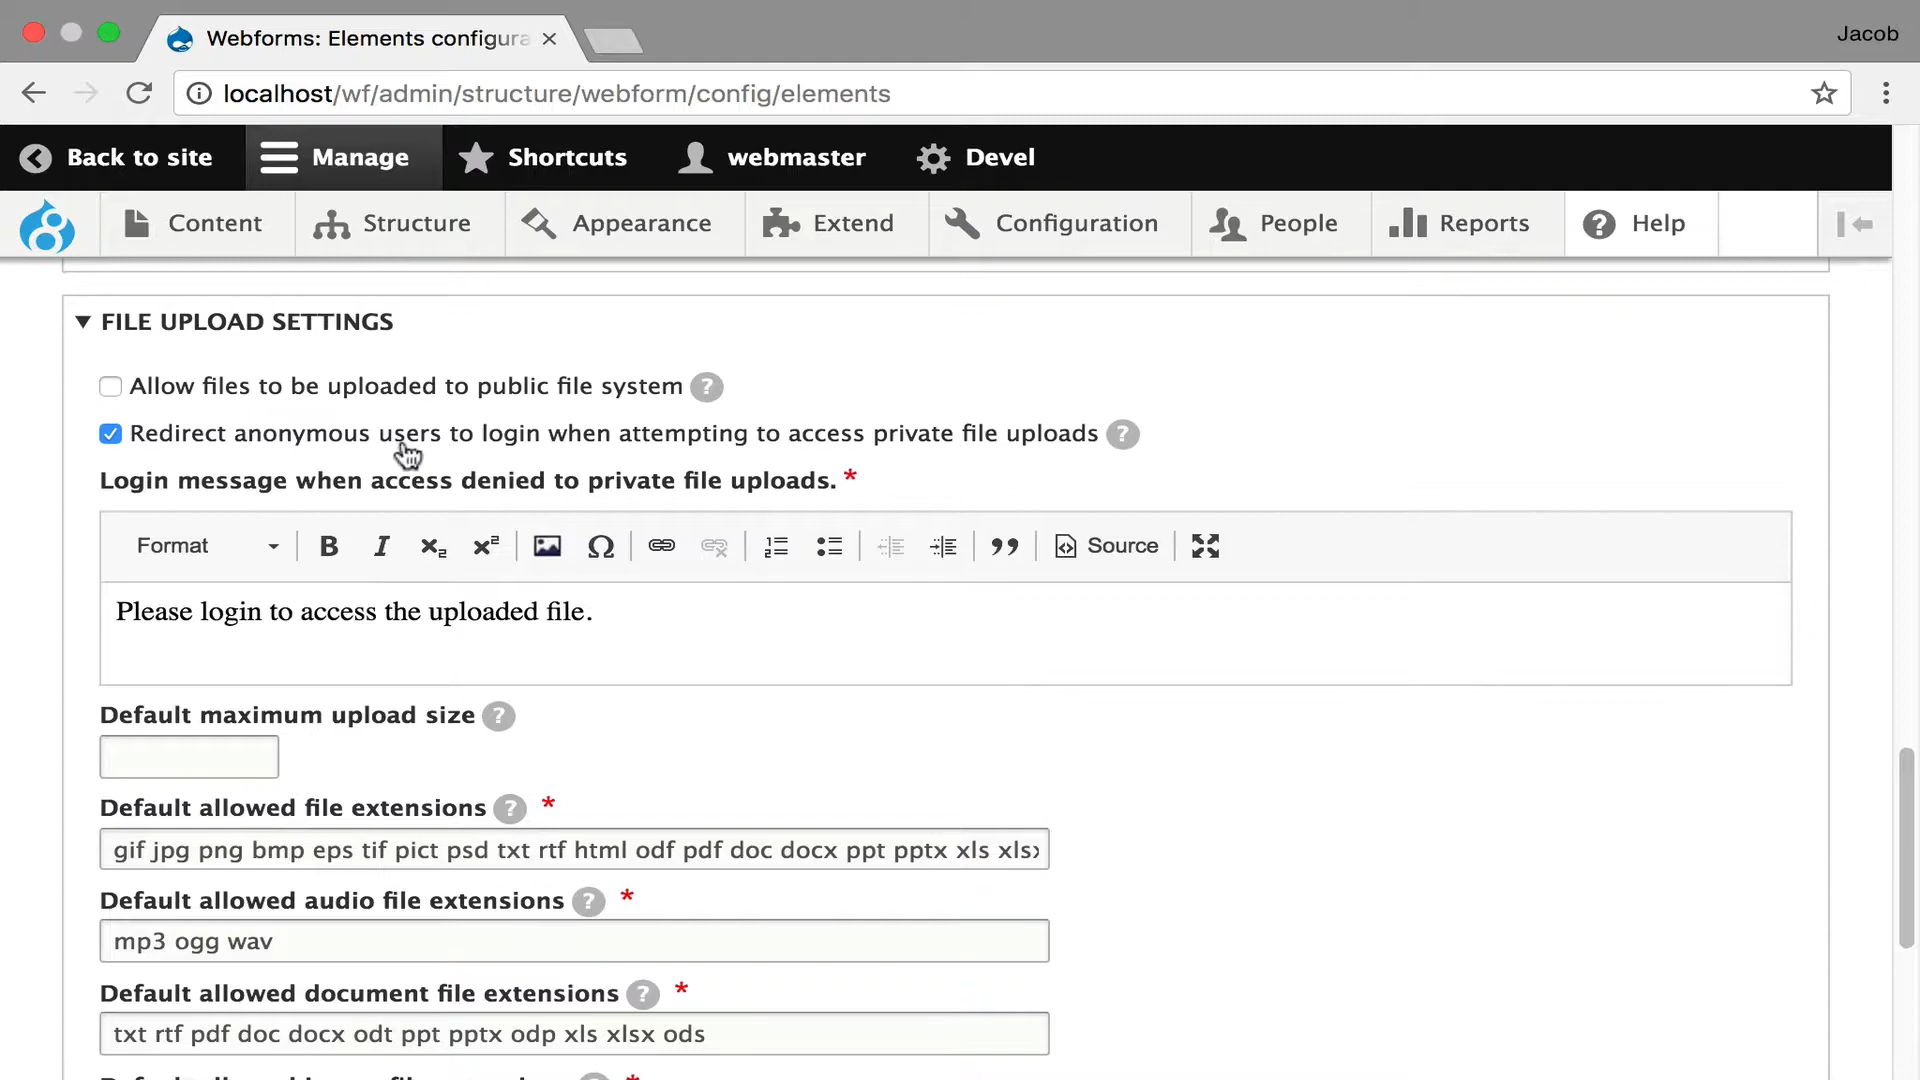 Webforms: Elements configura
Jacob
localhost/wf/admin/structure/webform/config/elements
Back to site Manage Shortcuts webmaster Devel
Content Structure Appearance Extend Configuration People Reports Help
FILE UPLOAD SETTINGS
Allow files to be uploaded to public file system ?
Redirect anonymous users to login when attempting to access private file uploads ?
Login message when access denied to private file uploads. *
Format B I x₂ x² Ω Source
Please login to access the uploaded file.
Default maximum upload size ?
Default allowed file extensions ? *
gif jpg png bmp eps tif pict psd txt rtf html odf pdf doc docx ppt pptx xls xlsx
Default allowed audio file extensions ? *
mp3 ogg wav
Default allowed document file extensions ? *
txt rtf pdf doc docx odt ppt pptx odp xls xlsx ods